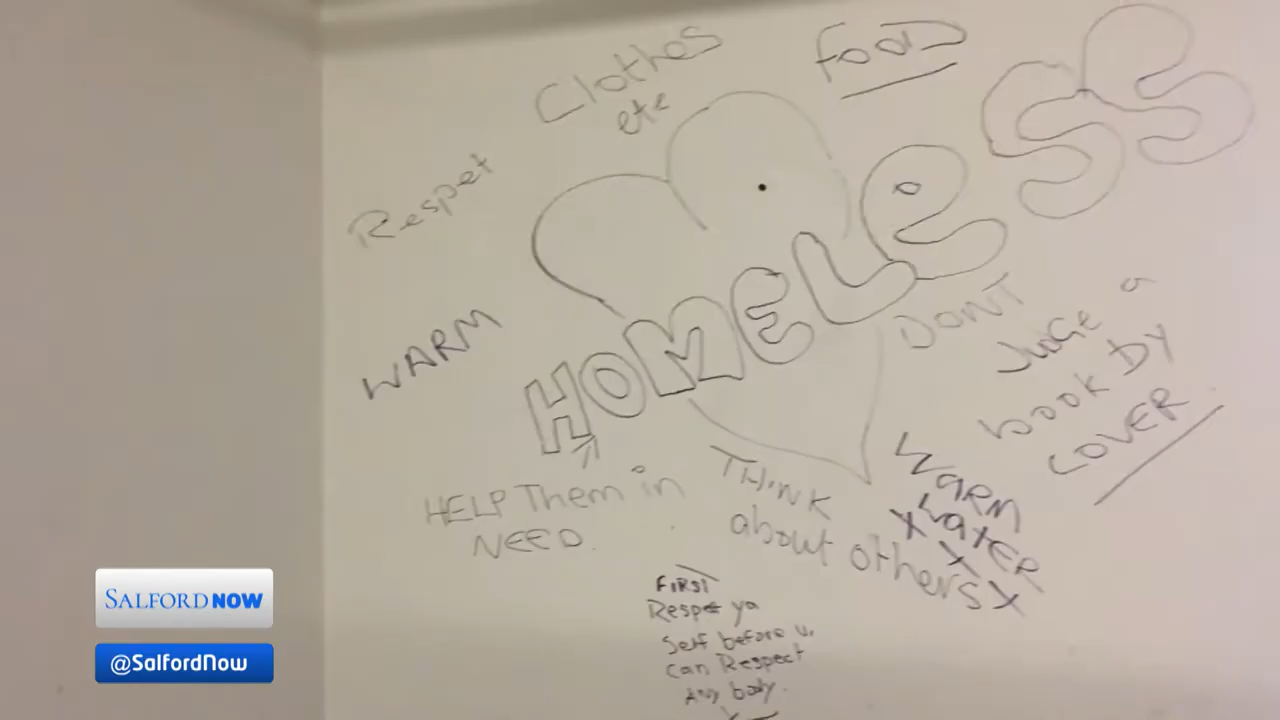 Clothes
etc
FOOD
Respet
WARM
HOMELESS
DONT
JuDGE a
book by
COVER.
HELP Them in
NEED.
THINK
about others
WARM
WATER
X X X
FIRST
Respet ya
Self before u,
Can Respect
Any body.
SALFORD NOW
@SalfordNow